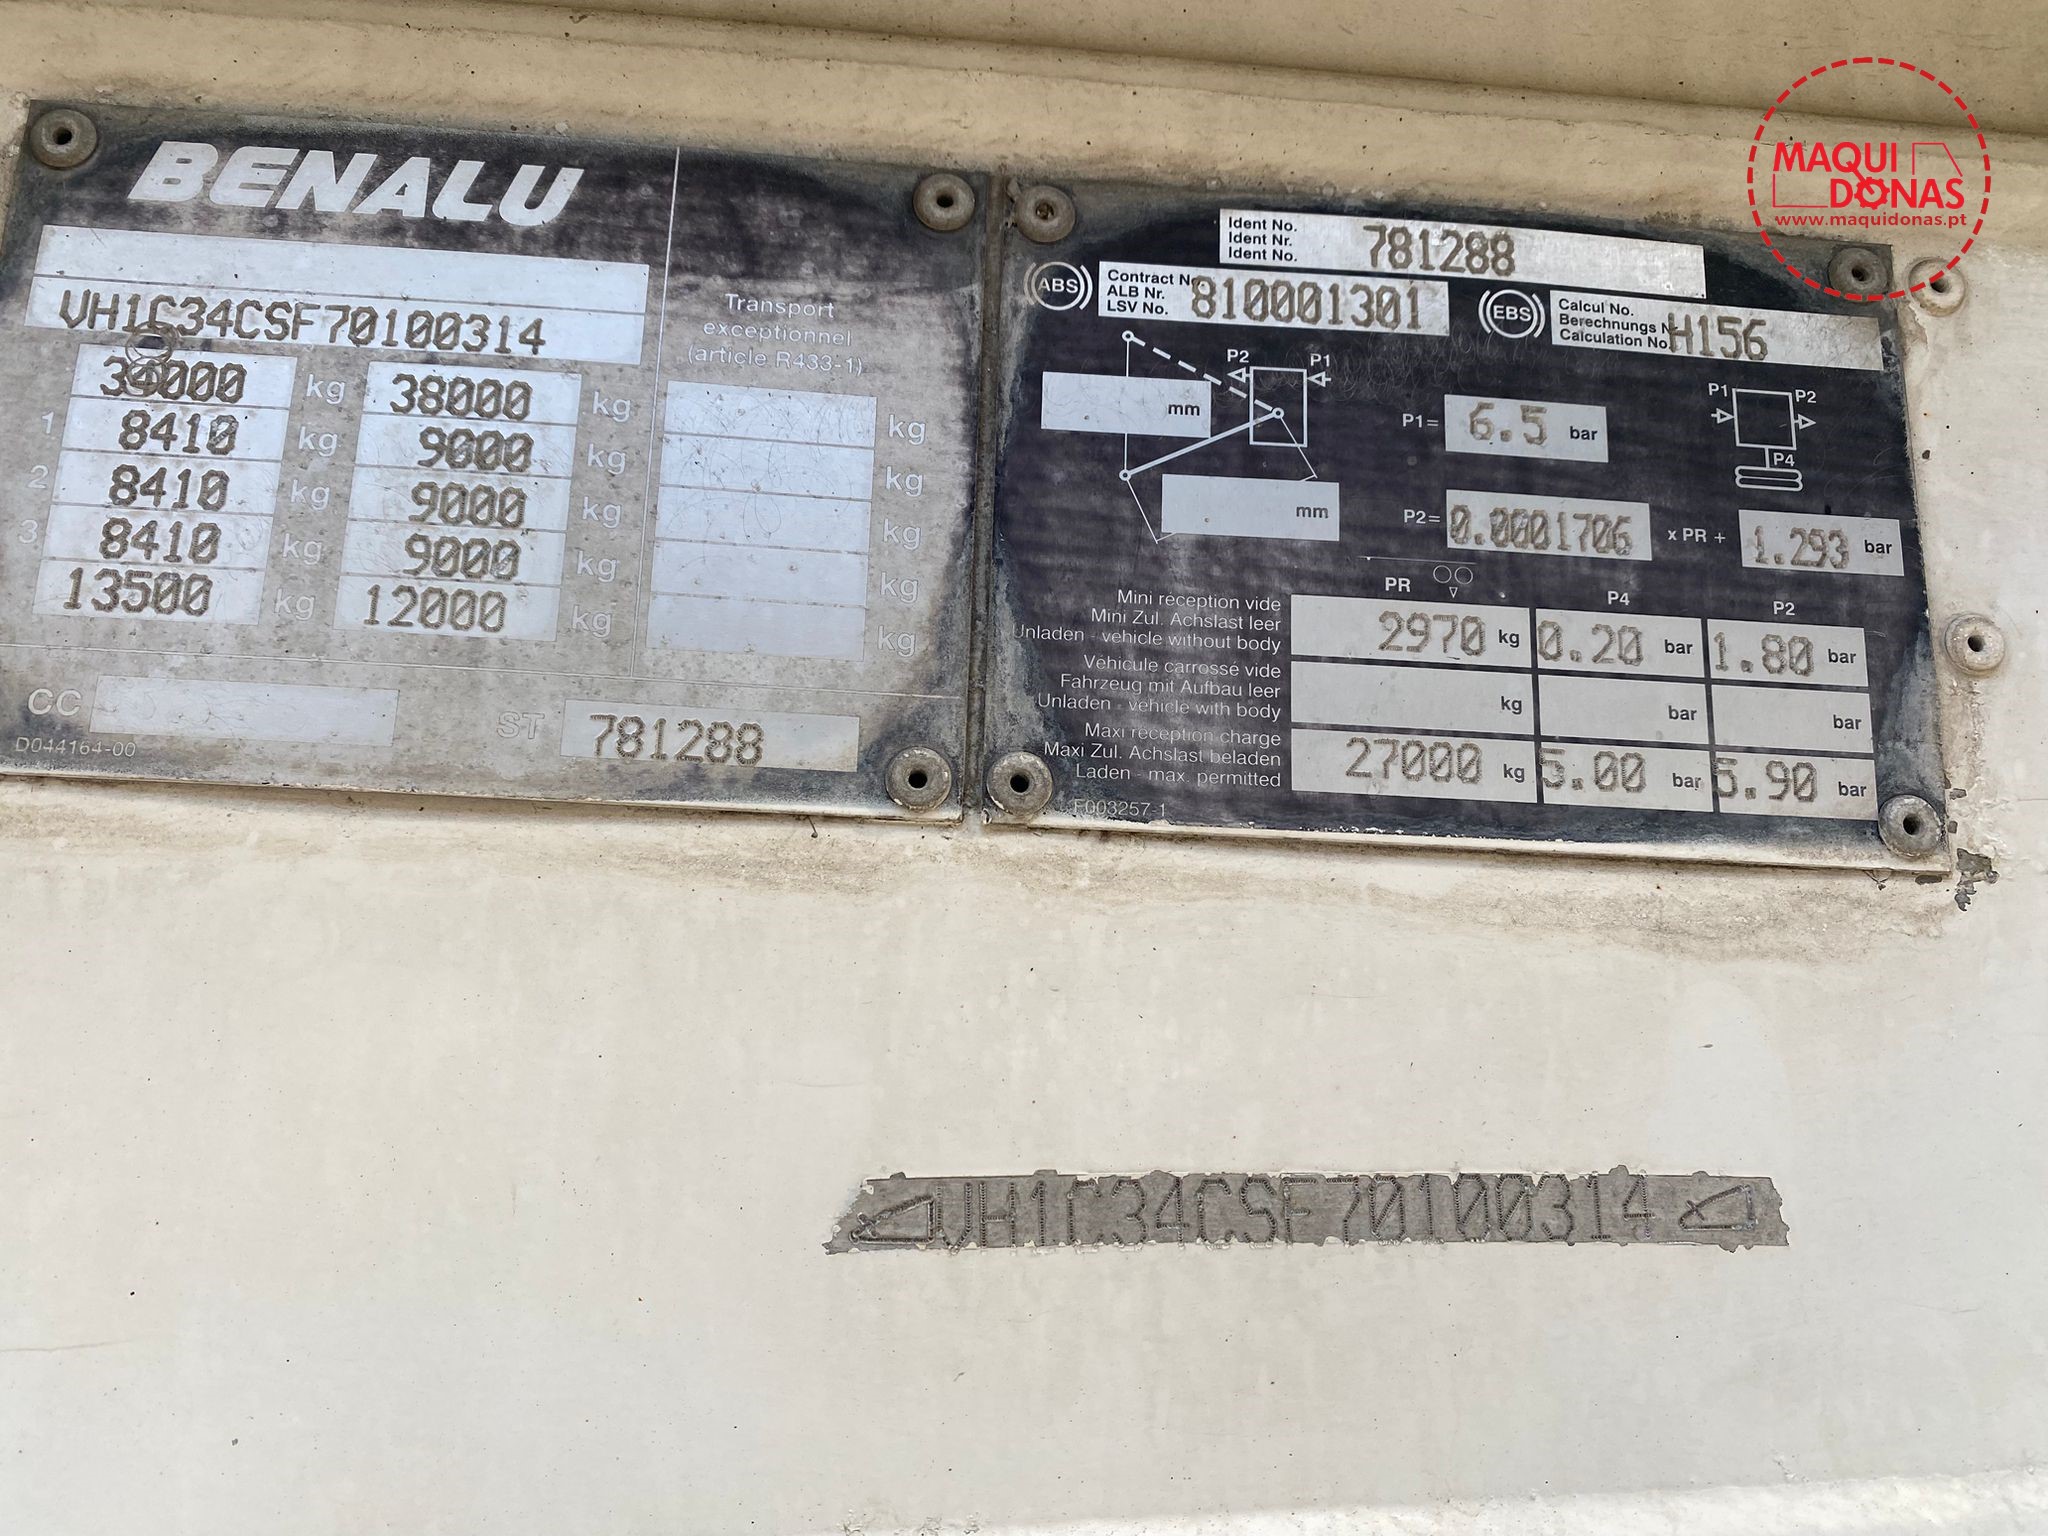 BENALU
VH1C34CSF70100314
Transport
exceptionnel
(article R433-1)
34000 kg 38000 kg kg
1 8410 kg 9000 kg kg
2 8410 kg 9000 kg kg
3 8410 kg 9000 kg kg
13500 kg 12000 kg kg
CC ST 781288
D044164-00
Ident No.
Ident Nr.
Ident No.
781288
ABS
Contract No.
ALB Nr.
LSV No.
810001301
EBS
Calcul No.
Berechnungs Nr.
Calculation No.
H156
P2 P1
mm
mm
P1= 6.5 bar
P1 P2
P4
P2= 0.0001706 x PR + 1.293 bar
PR P4 P2
Mini reception vide
Mini Zul. Achslast leer
Unladen - vehicle without body
2970 kg 0.20 bar 1.80 bar
Véhicule carrossé vide
Fahrzeug mit Aufbau leer
Unladen - vehicle with body
kg bar bar
Maxi reception charge
Maxi Zul. Achslast beladen
Laden - max. permitted
27000 kg 5.00 bar 5.90 bar
F003257-1
VH1C34CSF70100314
MAQUI
DONAS
www.maquidonas.pt